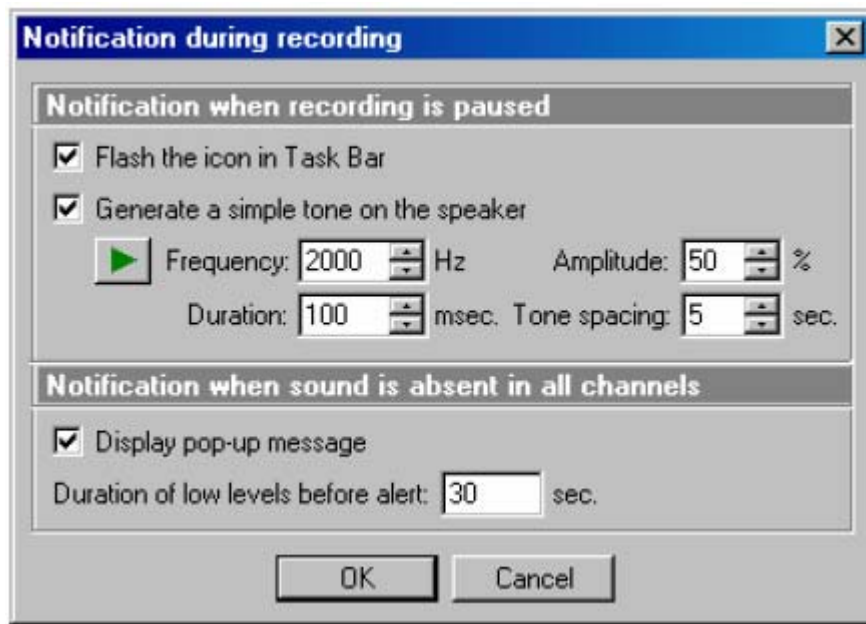 Notification during recording
Notification when recording is paused
Flash the icon in Task Bar
Generate a simple tone on the speaker
Frequency: 2000 Hz Amplitude: 50 %
Duration: 100 msec. Tone spacing: 5 sec.
Notification when sound is absent in all channels
Display pop-up message
Duration of low levels before alert: 30 sec.
OK Cancel